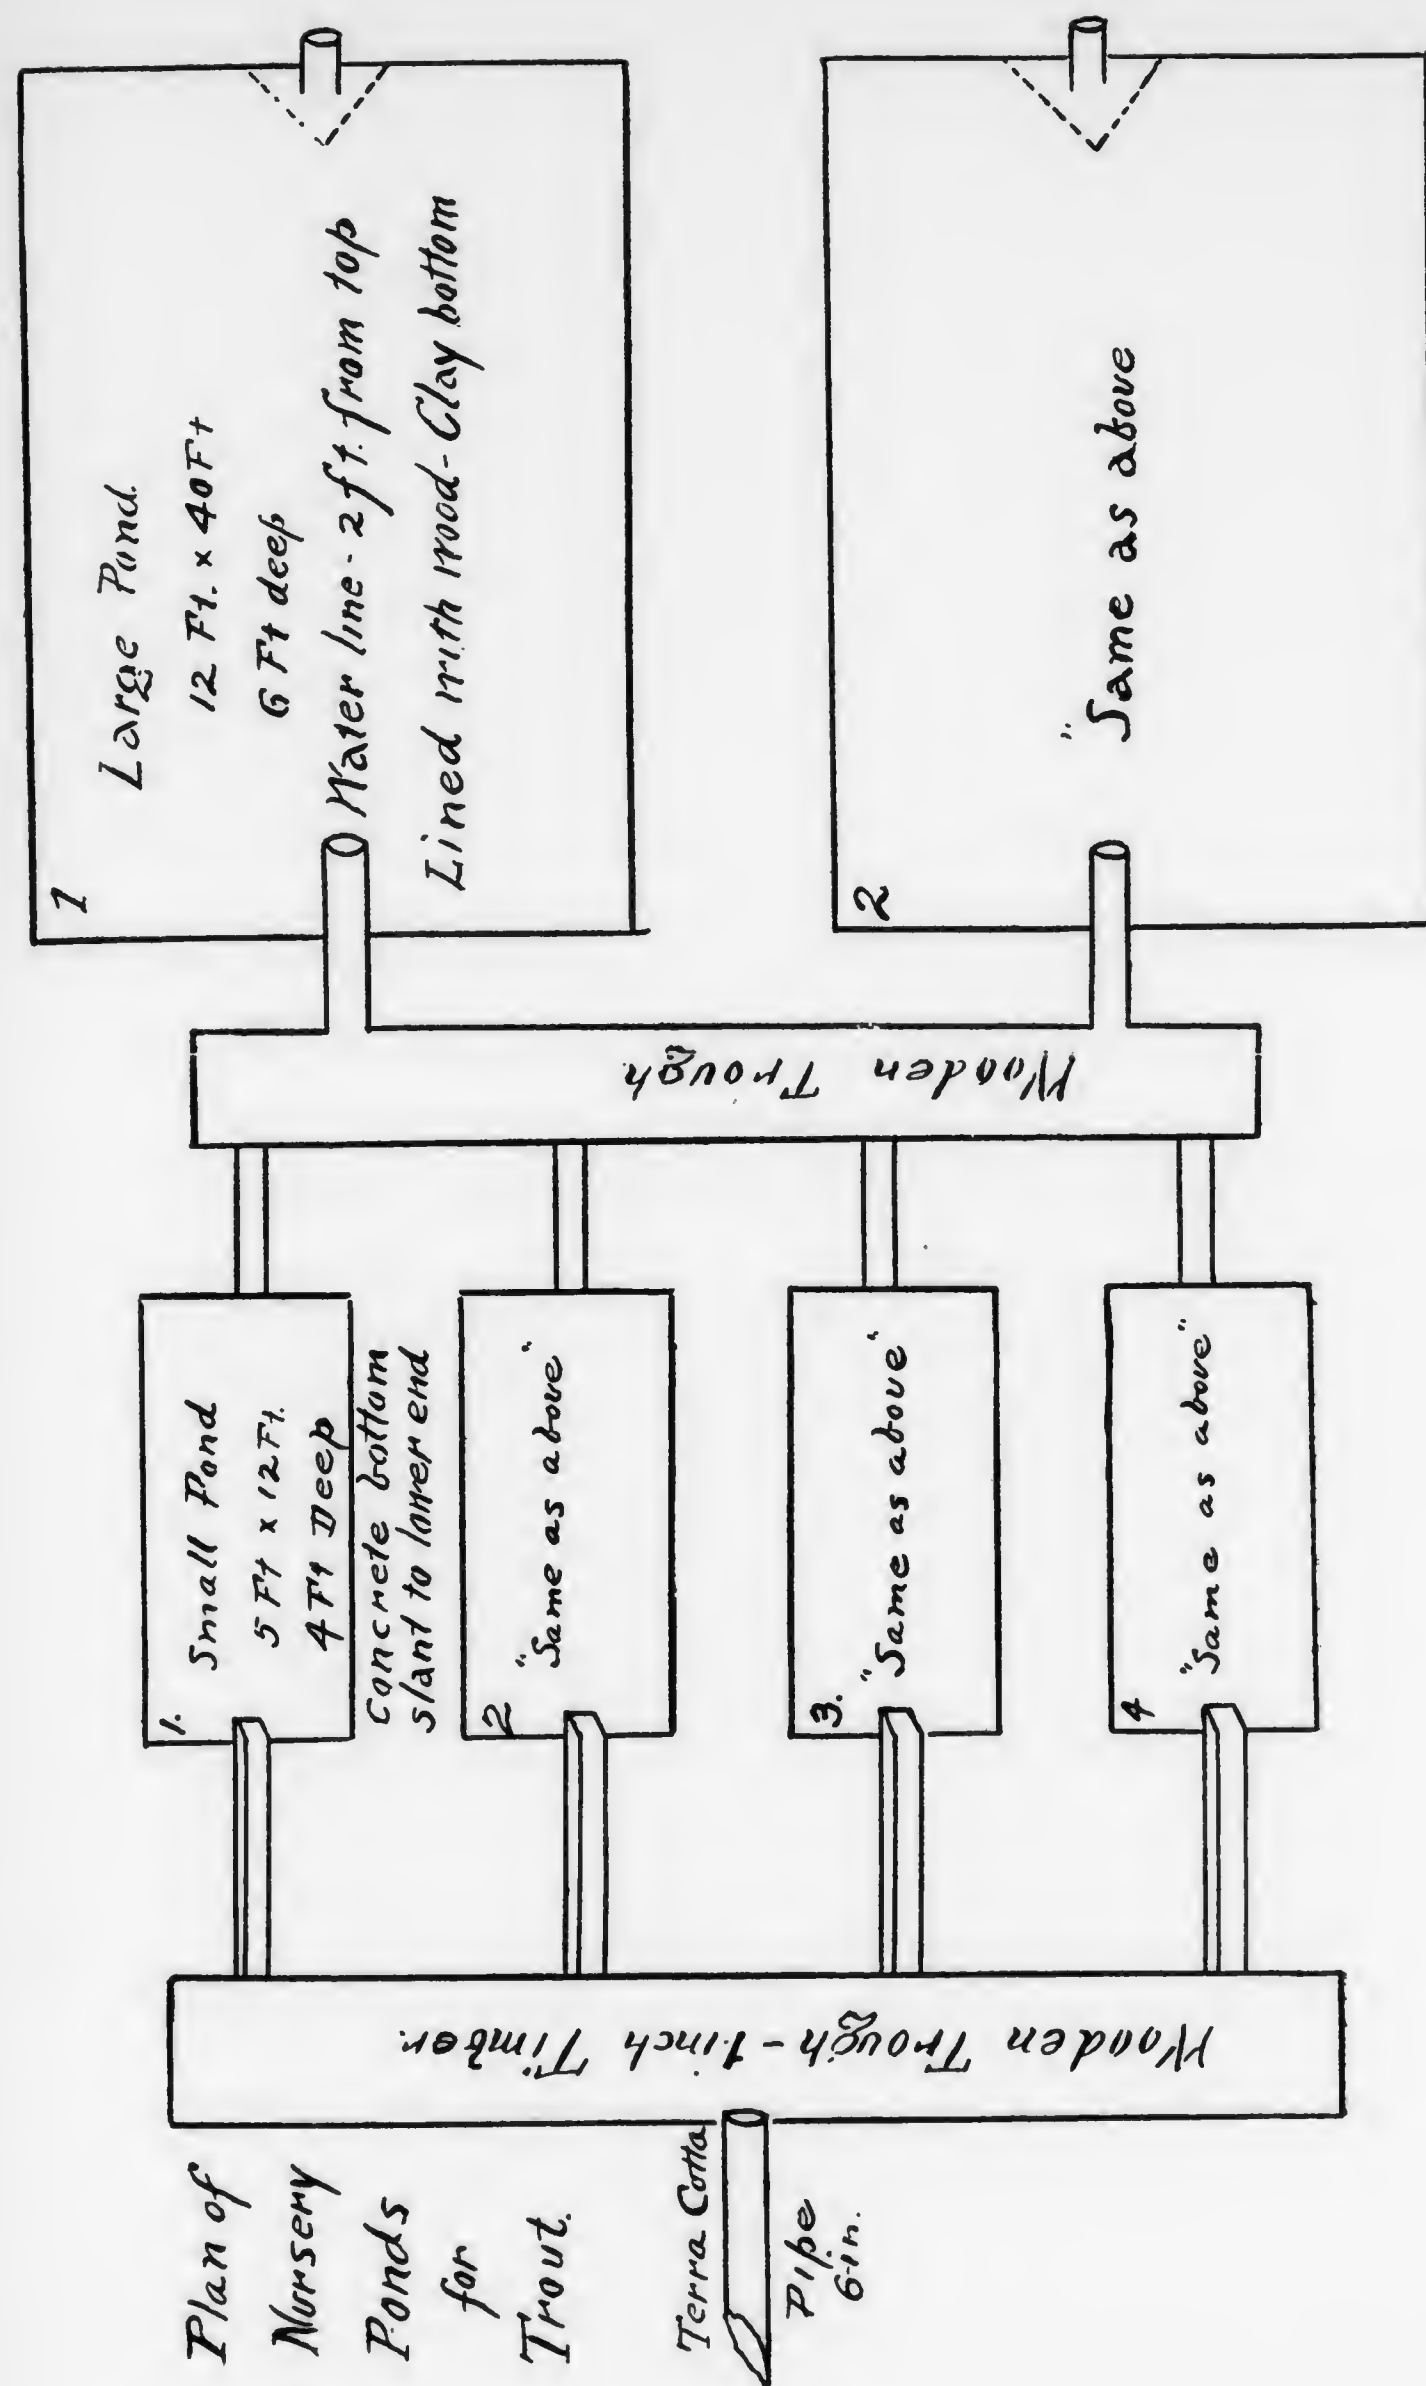 Plan of
Nursery
Ponds
for
Trout.
Terra Cotta
Pipe
6-in.
Wooden Trough-1 inch Timber.
1.
Small Pond
5 Ft x 12 Ft.
4 Ft Deep
Concrete bottom
slant to lower end
2
"Same as above"
3.
"Same as above"
4
"Same as above"
Wooden Trough
1
Large Pond.
12 Ft. x 40 Ft
6 Ft deep
Water line - 2 ft. from top
Lined with wood - Clay bottom
2
"Same as above